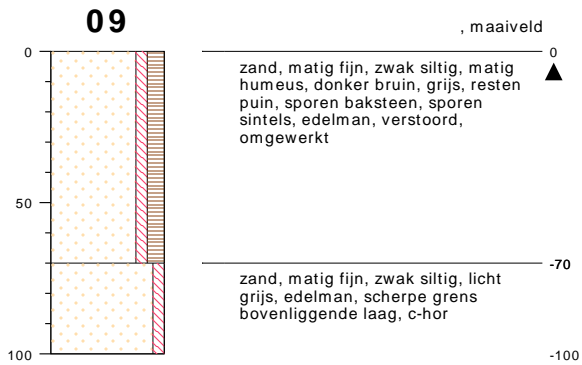 09
, maaiveld
0
0
zand, matig fijn, zwak siltig, matig
humeus, donker bruin, grijs, resten
puin, sporen baksteen, sporen
sintels, edelman, verstoord,
omgewerkt
50
-70
zand, matig fijn, zwak siltig, licht
grijs, edelman, scherpe grens
bovenliggende laag, c-hor
100
-100